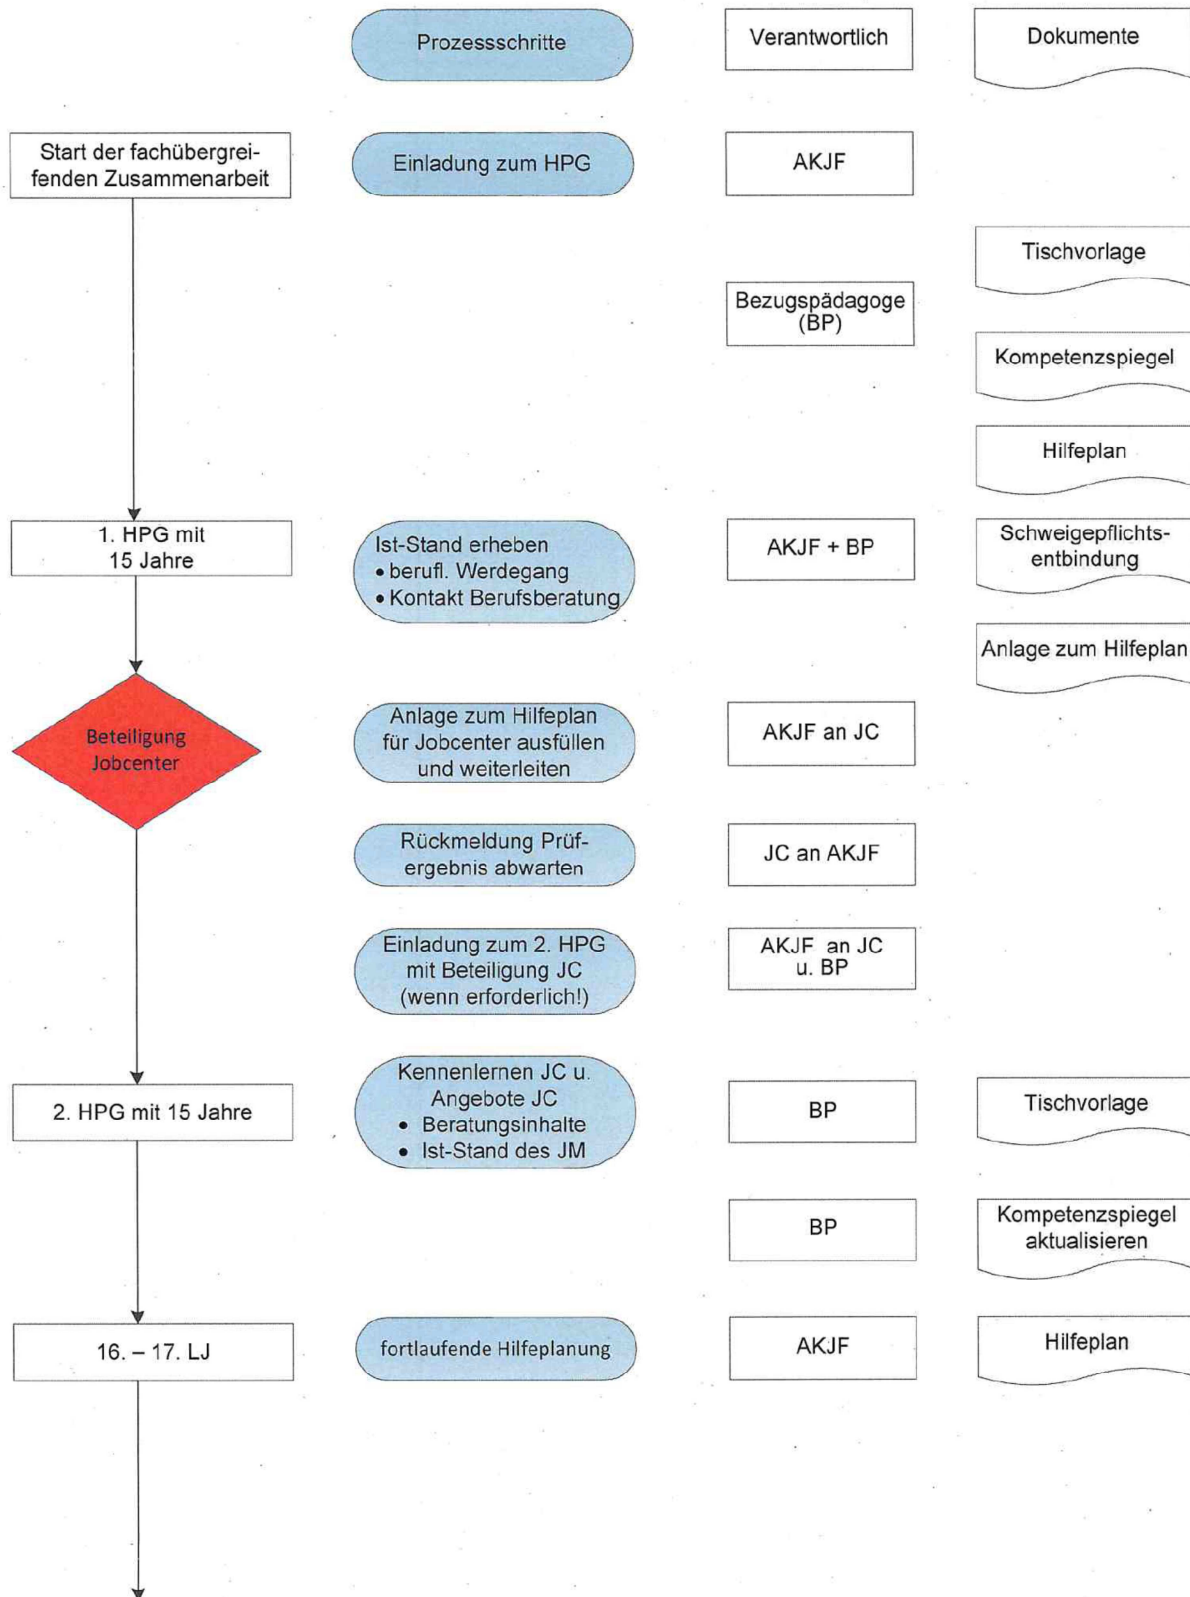 Prozessschritte
Verantwortlich
Dokumente
Start der fachübergrei-
fenden Zusammenarbeit
Einladung zum HPG
AKJF
Tischvorlage
Bezugspädagoge
(BP)
Kompetenzspiegel
Hilfeplan
1. HPG mit
15 Jahre
Ist-Stand erheben
• berufl. Werdegang
• Kontakt Berufsberatung
AKJF + BP
Schweigepflichts-
entbindung
Anlage zum Hilfeplan
Beteiligung
Jobcenter
Anlage zum Hilfeplan
für Jobcenter ausfüllen
und weiterleiten
AKJF an JC
Rückmeldung Prüf-
ergebnis abwarten
JC an AKJF
Einladung zum 2. HPG
mit Beteiligung JC
(wenn erforderlich!)
AKJF an JC
u. BP
2. HPG mit 15 Jahre
Kennenlernen JC u.
Angebote JC
• Beratungsinhalte
• Ist-Stand des JM
BP
Tischvorlage
BP
Kompetenzspiegel
aktualisieren
16. – 17. LJ
fortlaufende Hilfeplanung
AKJF
Hilfeplan